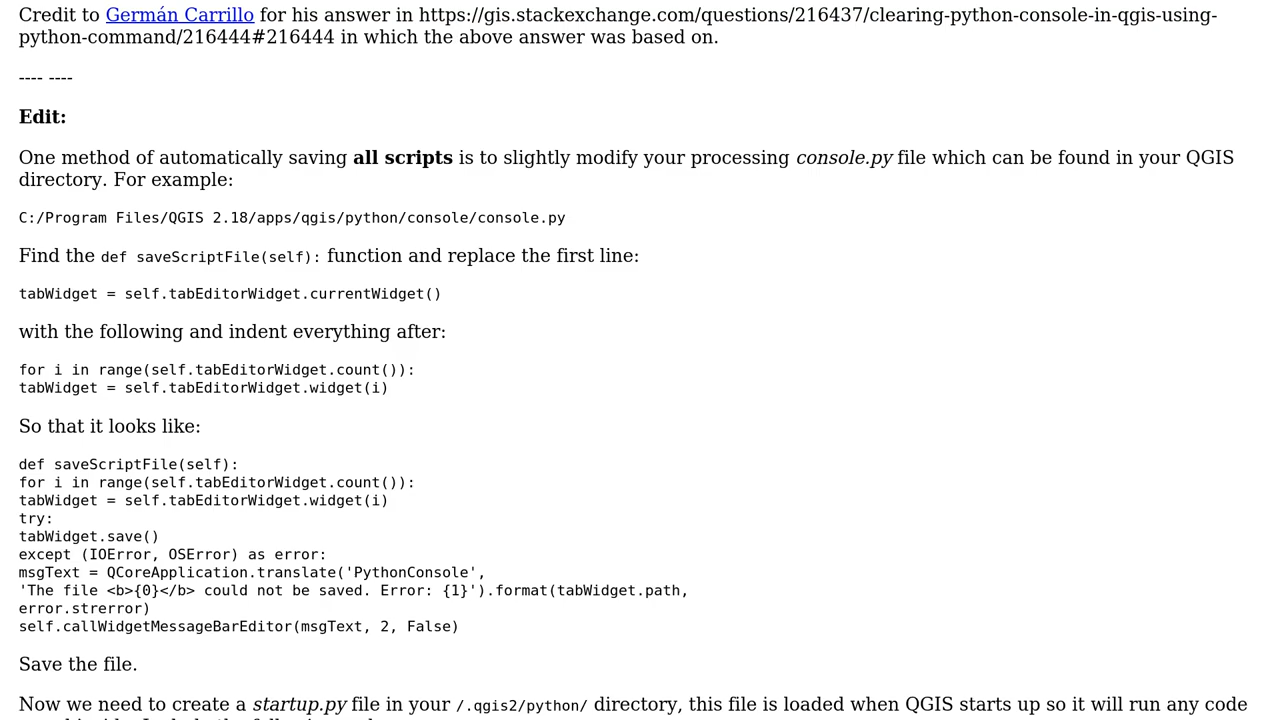 Credit to Germán Carrillo for his answer in https://gis.stackexchange.com/questions/216437/clearing-python-console-in-qgis-using-
python-command/216444#216444 in which the above answer was based on.
---- ----
Edit:
One method of automatically saving all scripts is to slightly modify your processing console.py file which can be found in your QGIS
directory. For example:
C:/Program Files/QGIS 2.18/apps/qgis/python/console/console.py
Find the def saveScriptFile(self): function and replace the first line:
tabWidget = self.tabEditorWidget.currentWidget()
with the following and indent everything after:
for i in range(self.tabEditorWidget.count()):
tabWidget = self.tabEditorWidget.widget(i)
So that it looks like:
def saveScriptFile(self):
for i in range(self.tabEditorWidget.count()):
tabWidget = self.tabEditorWidget.widget(i)
try:
tabWidget.save()
except (IOError, OSError) as error:
msgText = QCoreApplication.translate('PythonConsole',
'The file <b>{0}</b> could not be saved. Error: {1}').format(tabWidget.path,
error.strerror)
self.callWidgetMessageBarEditor(msgText, 2, False)
Save the file.
Now we need to create a startup.py file in your /.qgis2/python/ directory, this file is loaded when QGIS starts up so it will run any code